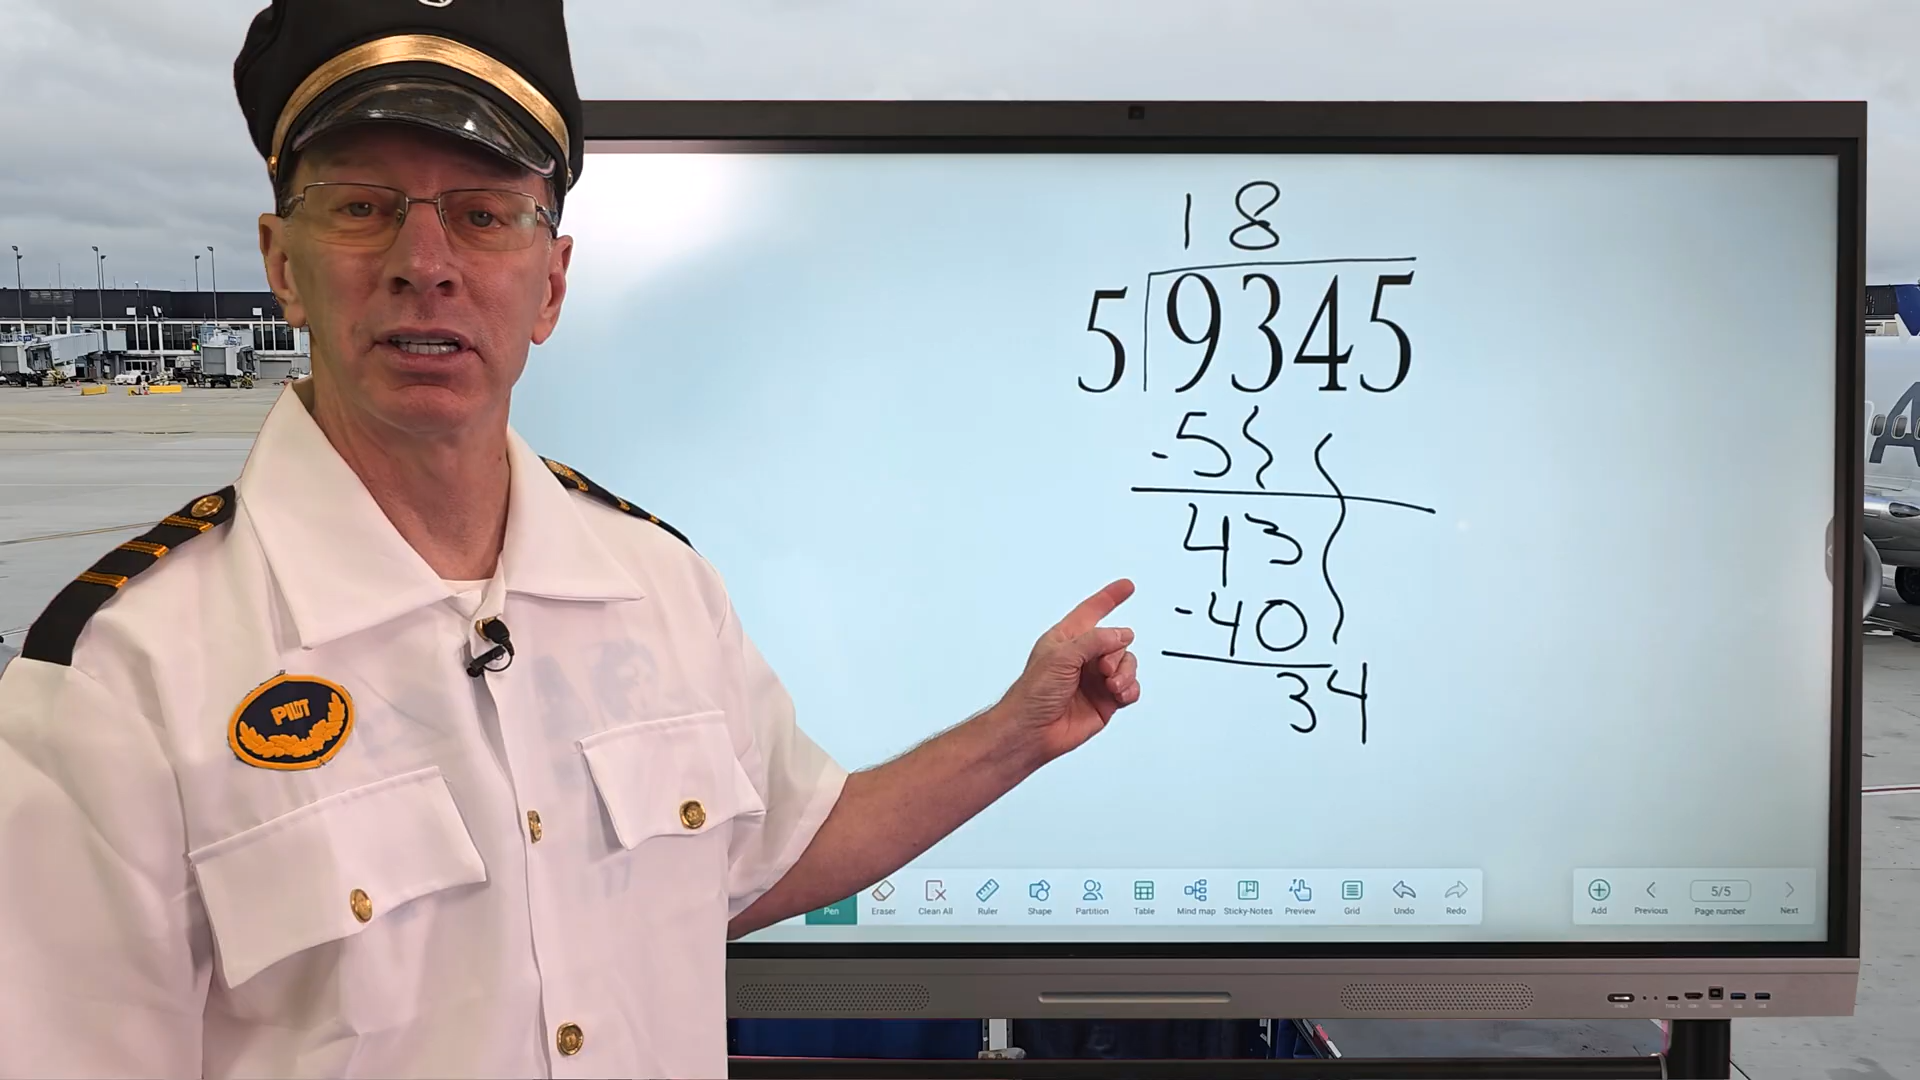 PILOT
18
5 9345
-5
43
-40
34
Pen Eraser Clean All Ruler Shape Partition Table Mind map Sticky-Notes Preview Grid Undo Redo
Add Previous 5/5 Page number Next
A